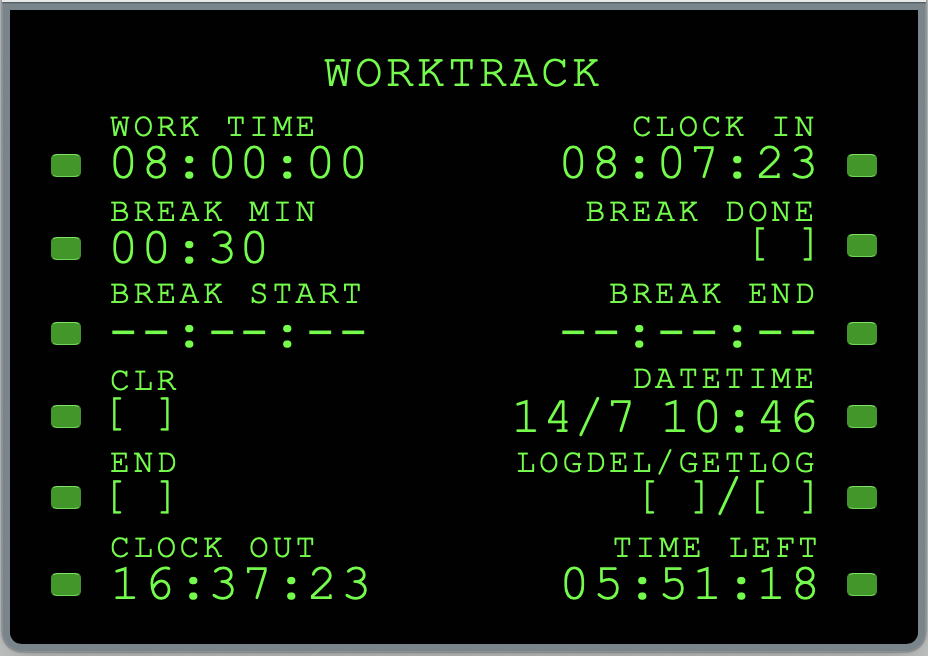 WORKTRACK
WORK TIME CLOCK IN
08:00:00 08:07:23
BREAK MIN BREAK DONE
00:30 [ ]
BREAK START BREAK END
--:--:-- --:--:--
CLR DATETIME
[ ] 14/7 10:46
END LOGDEL/GETLOG
[ ] [ ]/[ ]
CLOCK OUT TIME LEFT
16:37:23 05:51:18